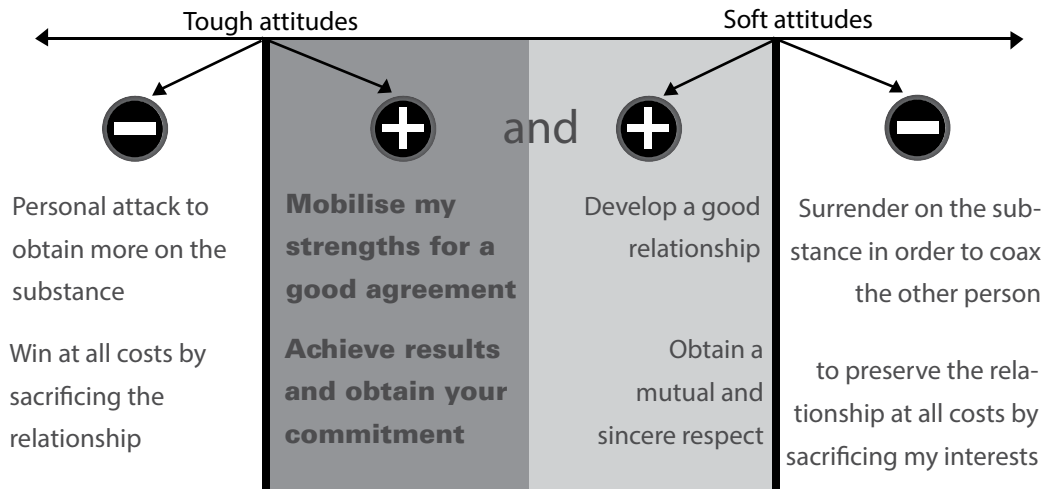 Tough attitudes
Soft attitudes
and
Personal attack to
obtain more on the
substance
Win at all costs by
sacrificing the
relationship
Mobilise my
strengths for a
good agreement
Achieve results
and obtain your
commitment
Develop a good
relationship
Obtain a
mutual and
sincere respect
Surrender on the sub-
stance in order to coax
the other person
to preserve the rela-
tionship at all costs by
sacrificing my interests